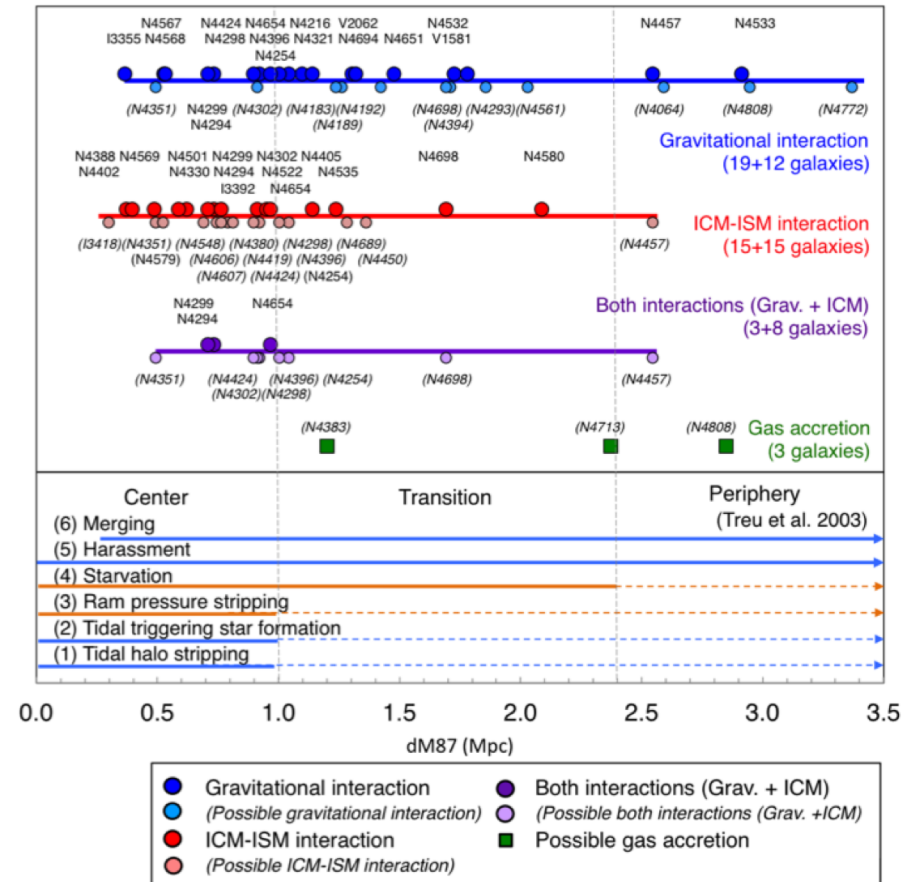 N4567 N4424 N4654 N4216 V2062 N4532 N4457 N4533
I3355 N4568 N4298 N4396 N4321 N4694 N4651 V1581
N4254
(N4351) N4299 (N4302) (N4183) (N4192) (N4698) (N4293) (N4561) (N4064) (N4808) (N4772)
N4294 (N4189) (N4394)
Gravitational interaction
(19+12 galaxies)
N4388 N4569 N4501 N4299 N4302 N4405 N4698 N4580
N4402 N4330 N4294 N4522 N4535
I3392 N4654
ICM-ISM interaction
(15+15 galaxies)
(I3418) (N4351) (N4548) (N4380) (N4298) (N4689) (N4457)
(N4579) (N4606) (N4419) (N4396) (N4450)
(N4607) (N4424) (N4254)
Both interactions (Grav. + ICM)
(3+8 galaxies)
N4299 N4654
N4294
(N4351) (N4424) (N4396) (N4254) (N4698) (N4457)
(N4302) (N4298)
(N4383) (N4713) (N4808)
Gas accretion
(3 galaxies)
Center Transition Periphery
(Treu et al. 2003)
(6) Merging
(5) Harassment
(4) Starvation
(3) Ram pressure stripping
(2) Tidal triggering star formation
(1) Tidal halo stripping
0.0 0.5 1.0 1.5 2.0 2.5 3.0 3.5
dM87 (Mpc)
Gravitational interaction
(Possible gravitational interaction)
ICM-ISM interaction
(Possible ICM-ISM interaction)
Both interactions (Grav. + ICM)
(Possible both interactions (Grav. +ICM)
Possible gas accretion